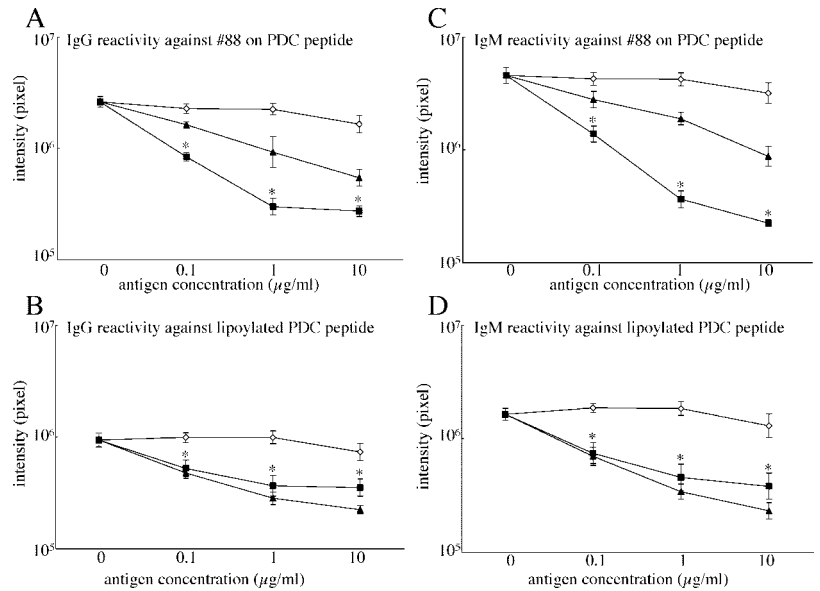 A
IgG reactivity against #88 on PDC peptide
10⁷
10⁶
10⁵
intensity (pixel)
*
*
*
0 0.1 1 10
antigen concentration (µg/ml)
B
IgG reactivity against lipoylated PDC peptide
10⁷
10⁶
10⁵
intensity (pixel)
*
*
*
0 0.1 1 10
antigen concentration (µg/ml)
C
IgM reactivity against #88 on PDC peptide
10⁷
10⁶
10⁵
intensity (pixel)
*
*
*
0 0.1 1 10
antigen concentration (µg/ml)
D
IgM reactivity against lipoylated PDC peptide
10⁷
10⁶
10⁵
intensity (pixel)
*
*
*
0 0.1 1 10
antigen concentration (µg/ml)